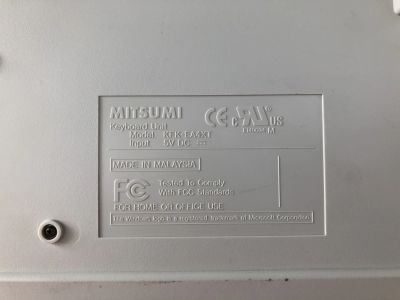 MITSUMI
Keyboard Unit
Model KFK-EA4XT
Input 5V DC
CE c US
M
MADE IN MALAYSIA
FC Tested To Comply
With FCC Standards
FOR HOME OR OFFICE USE
The Windows logo is a registered trademark of Microsoft Corporation.